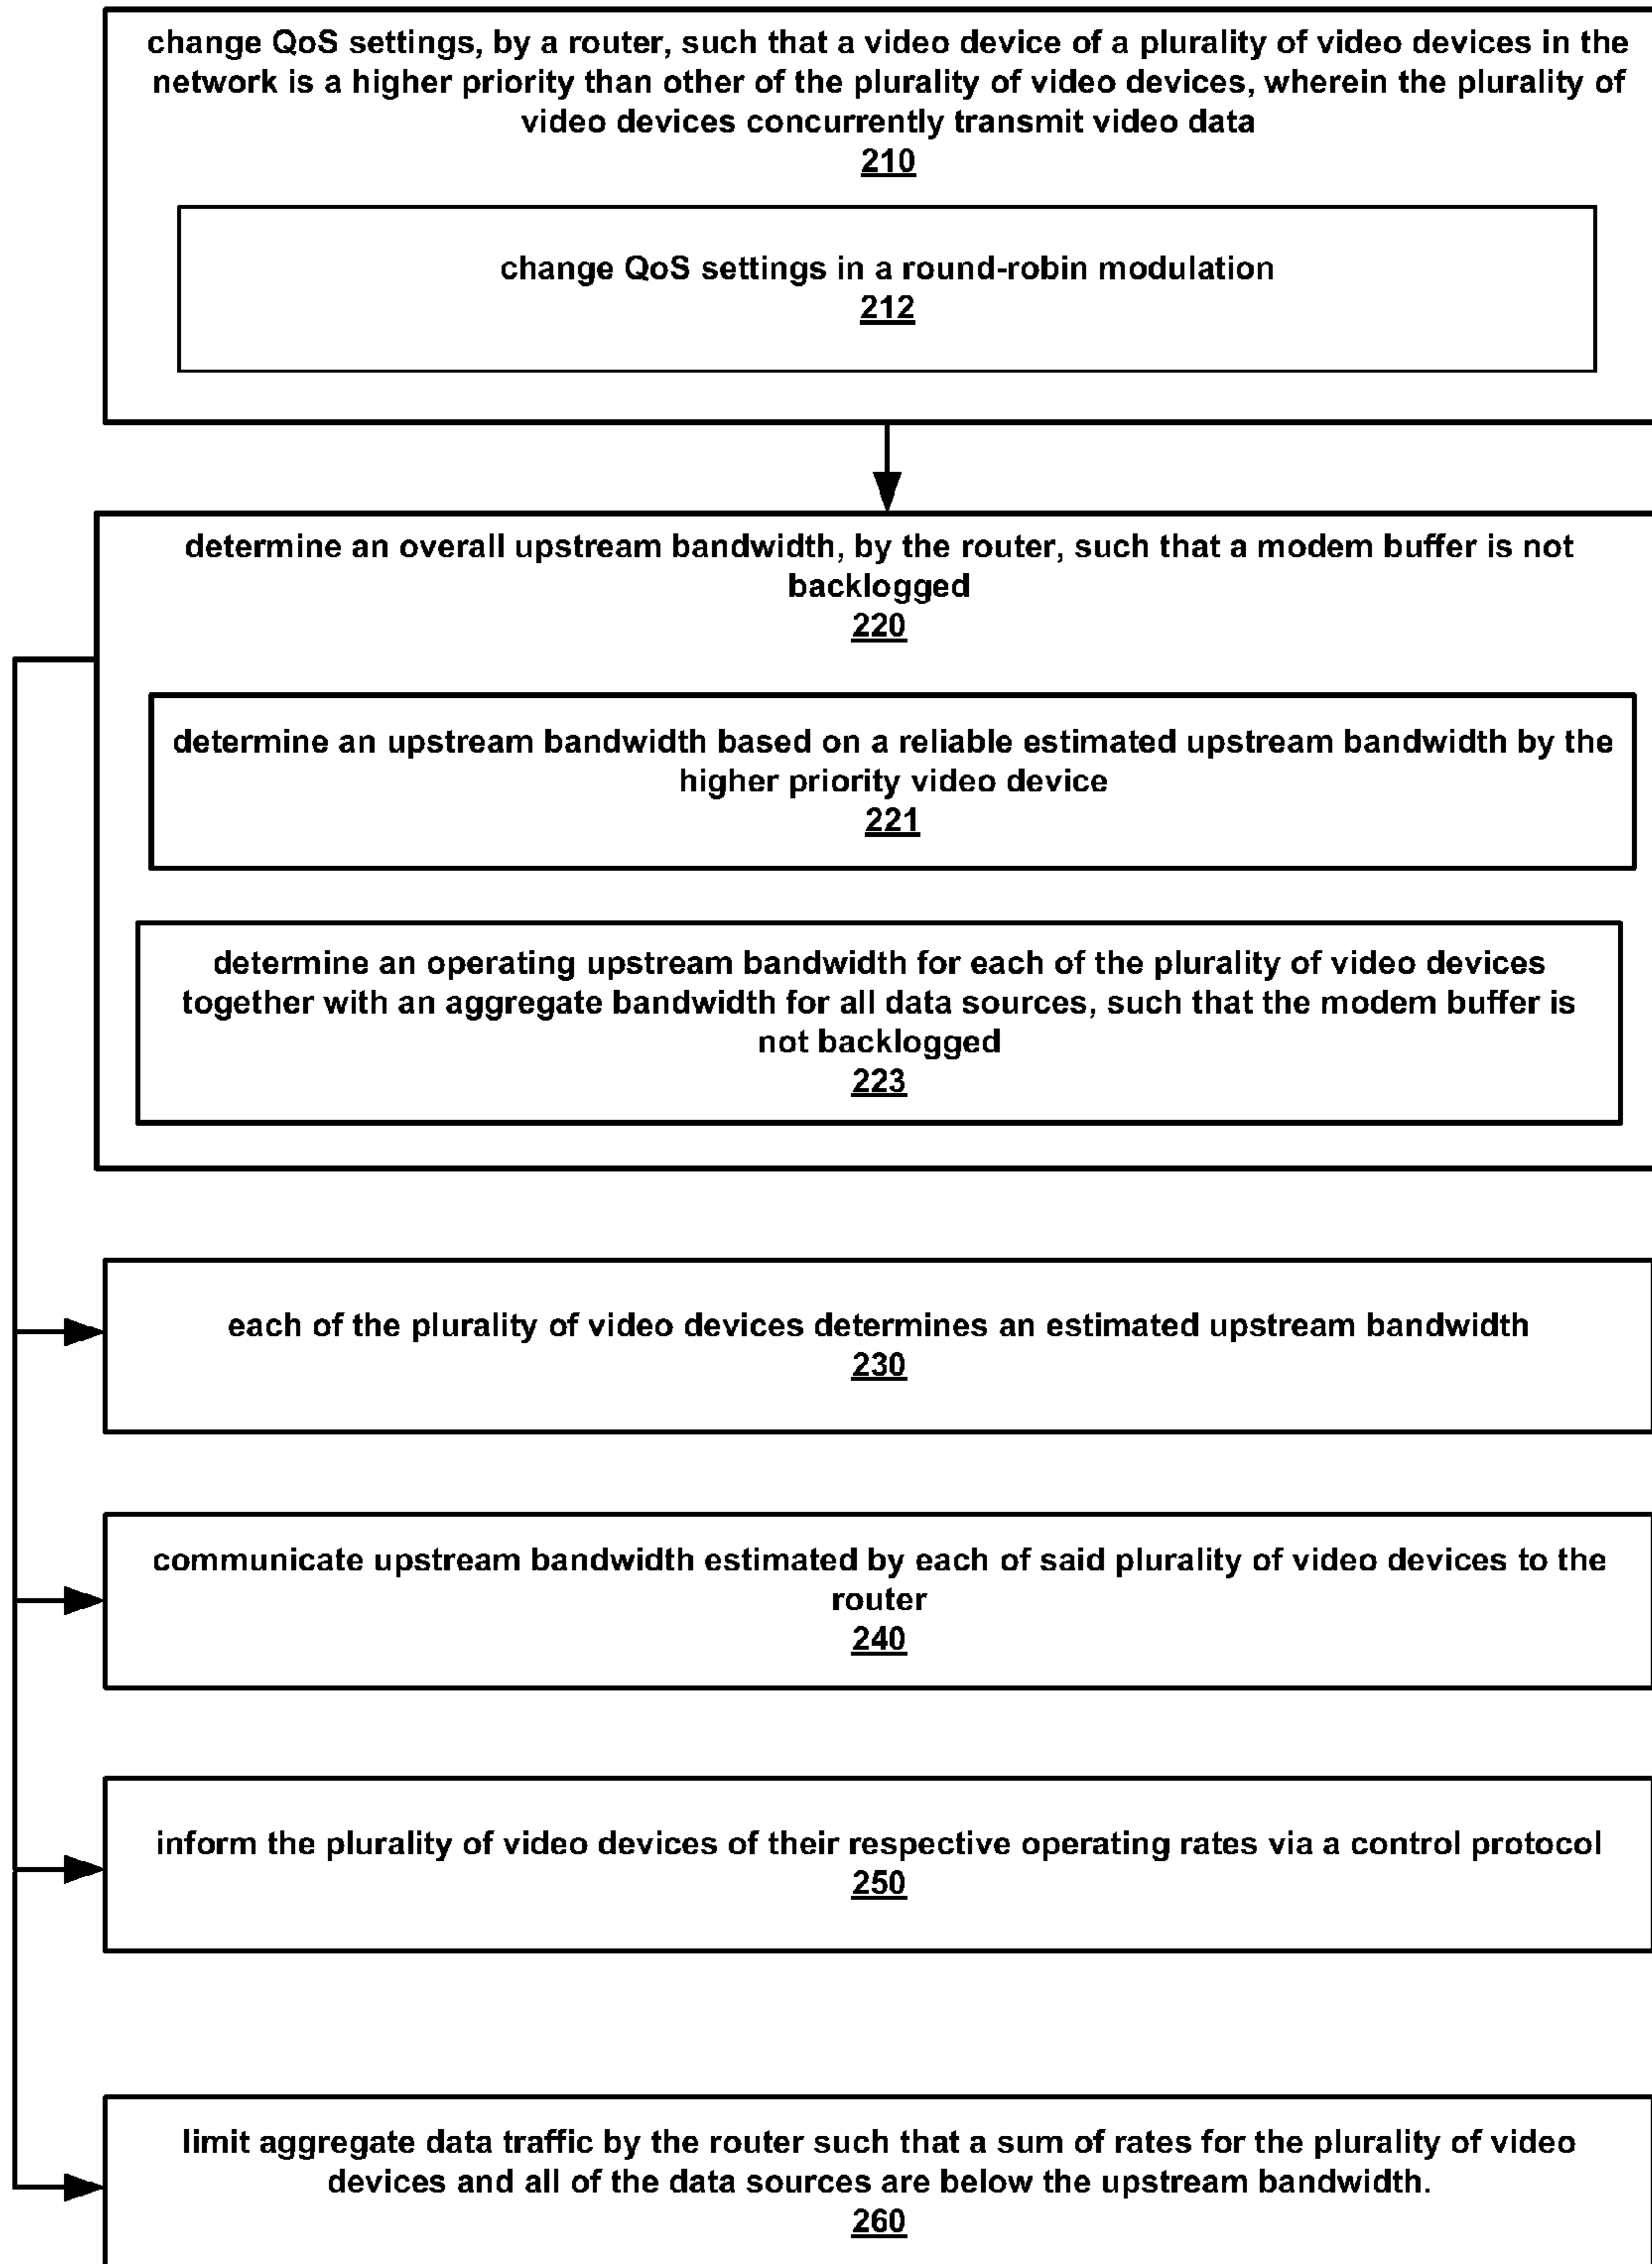 change QoS settings, by a router, such that a video device of a plurality of video devices in the
network is a higher priority than other of the plurality of video devices, wherein the plurality of
video devices concurrently transmit video data
210
change QoS settings in a round-robin modulation
212
determine an overall upstream bandwidth, by the router, such that a modem buffer is not
backlogged
220
determine an upstream bandwidth based on a reliable estimated upstream bandwidth by the
higher priority video device
221
determine an operating upstream bandwidth for each of the plurality of video devices
together with an aggregate bandwidth for all data sources, such that the modem buffer is
not backlogged
223
each of the plurality of video devices determines an estimated upstream bandwidth
230
communicate upstream bandwidth estimated by each of said plurality of video devices to the
router
240
inform the plurality of video devices of their respective operating rates via a control protocol
250
limit aggregate data traffic by the router such that a sum of rates for the plurality of video
devices and all of the data sources are below the upstream bandwidth.
260